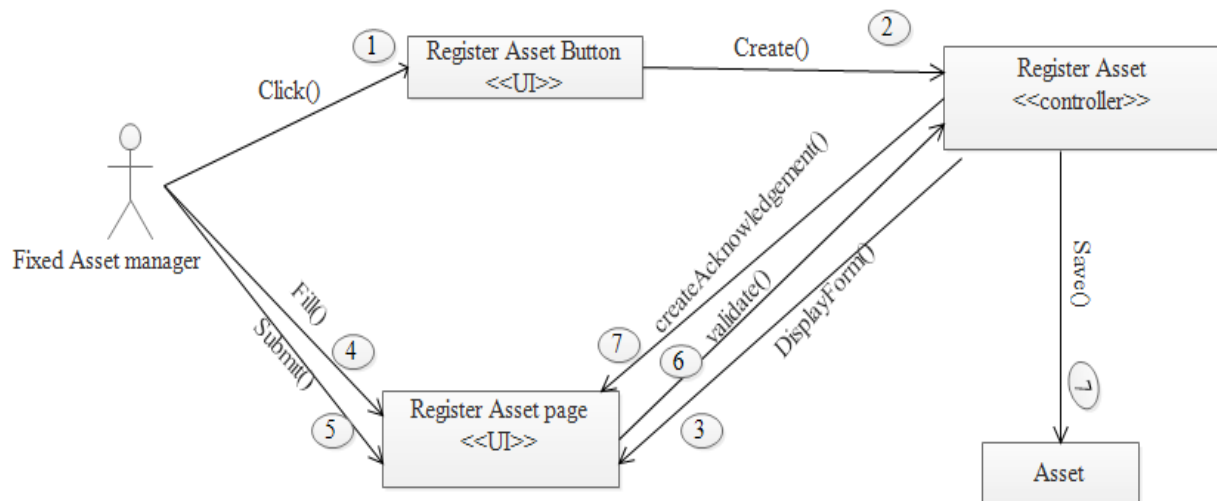 1
Register Asset Button
<<UI>>
Create()
2
Register Asset
<<controller>>
Click()
Fixed Asset manager
createAcknowledgement()
validate()
DisplayForm()
Save()
Fill()
Submit()
4
7
6
5
Register Asset page
<<UI>>
3
7
Asset